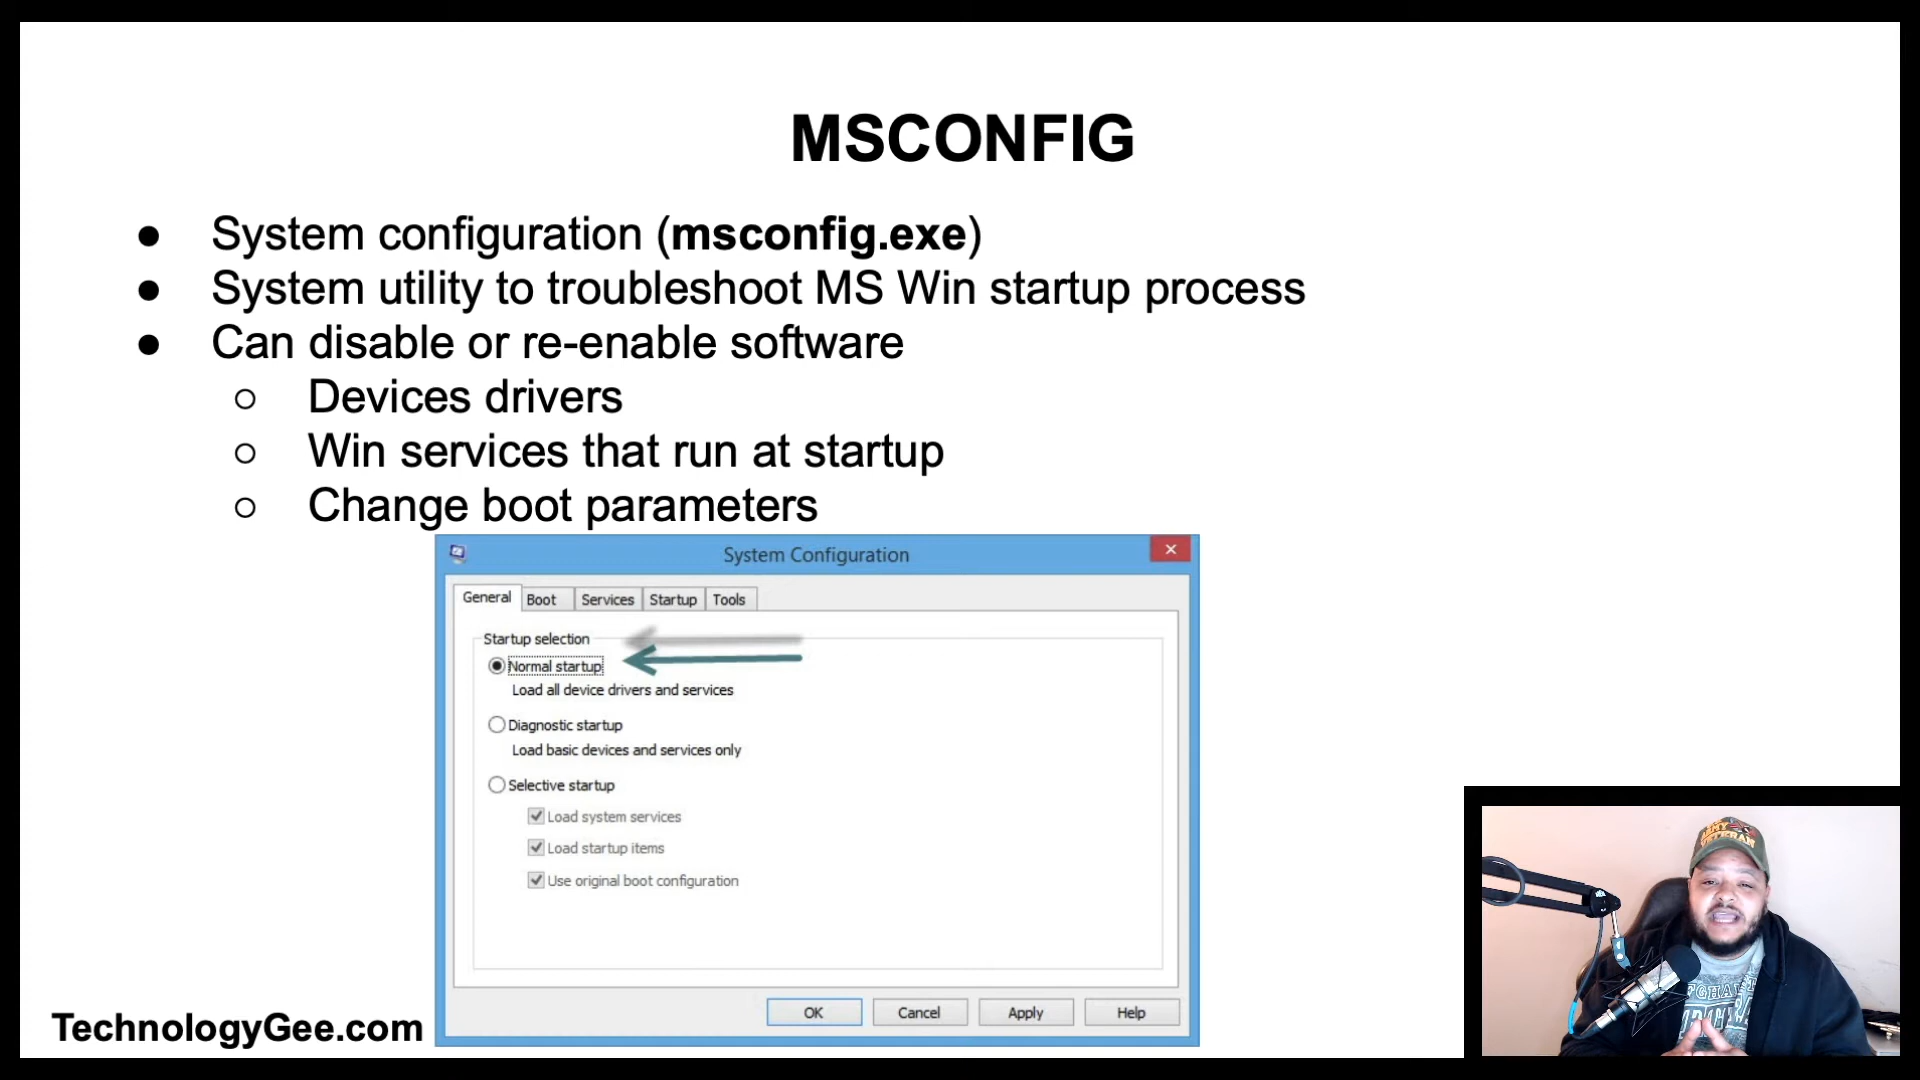 MSCONFIG
● System configuration (msconfig.exe)
● System utility to troubleshoot MS Win startup process
● Can disable or re-enable software
○ Devices drivers
○ Win services that run at startup
○ Change boot parameters
System Configuration
General Boot Services Startup Tools
Startup selection
Normal startup
Load all device drivers and services
Diagnostic startup
Load basic devices and services only
Selective startup
Load system services
Load startup items
Use original boot configuration
OK Cancel Apply Help
TechnologyGee.com
ARMY
VETERAN